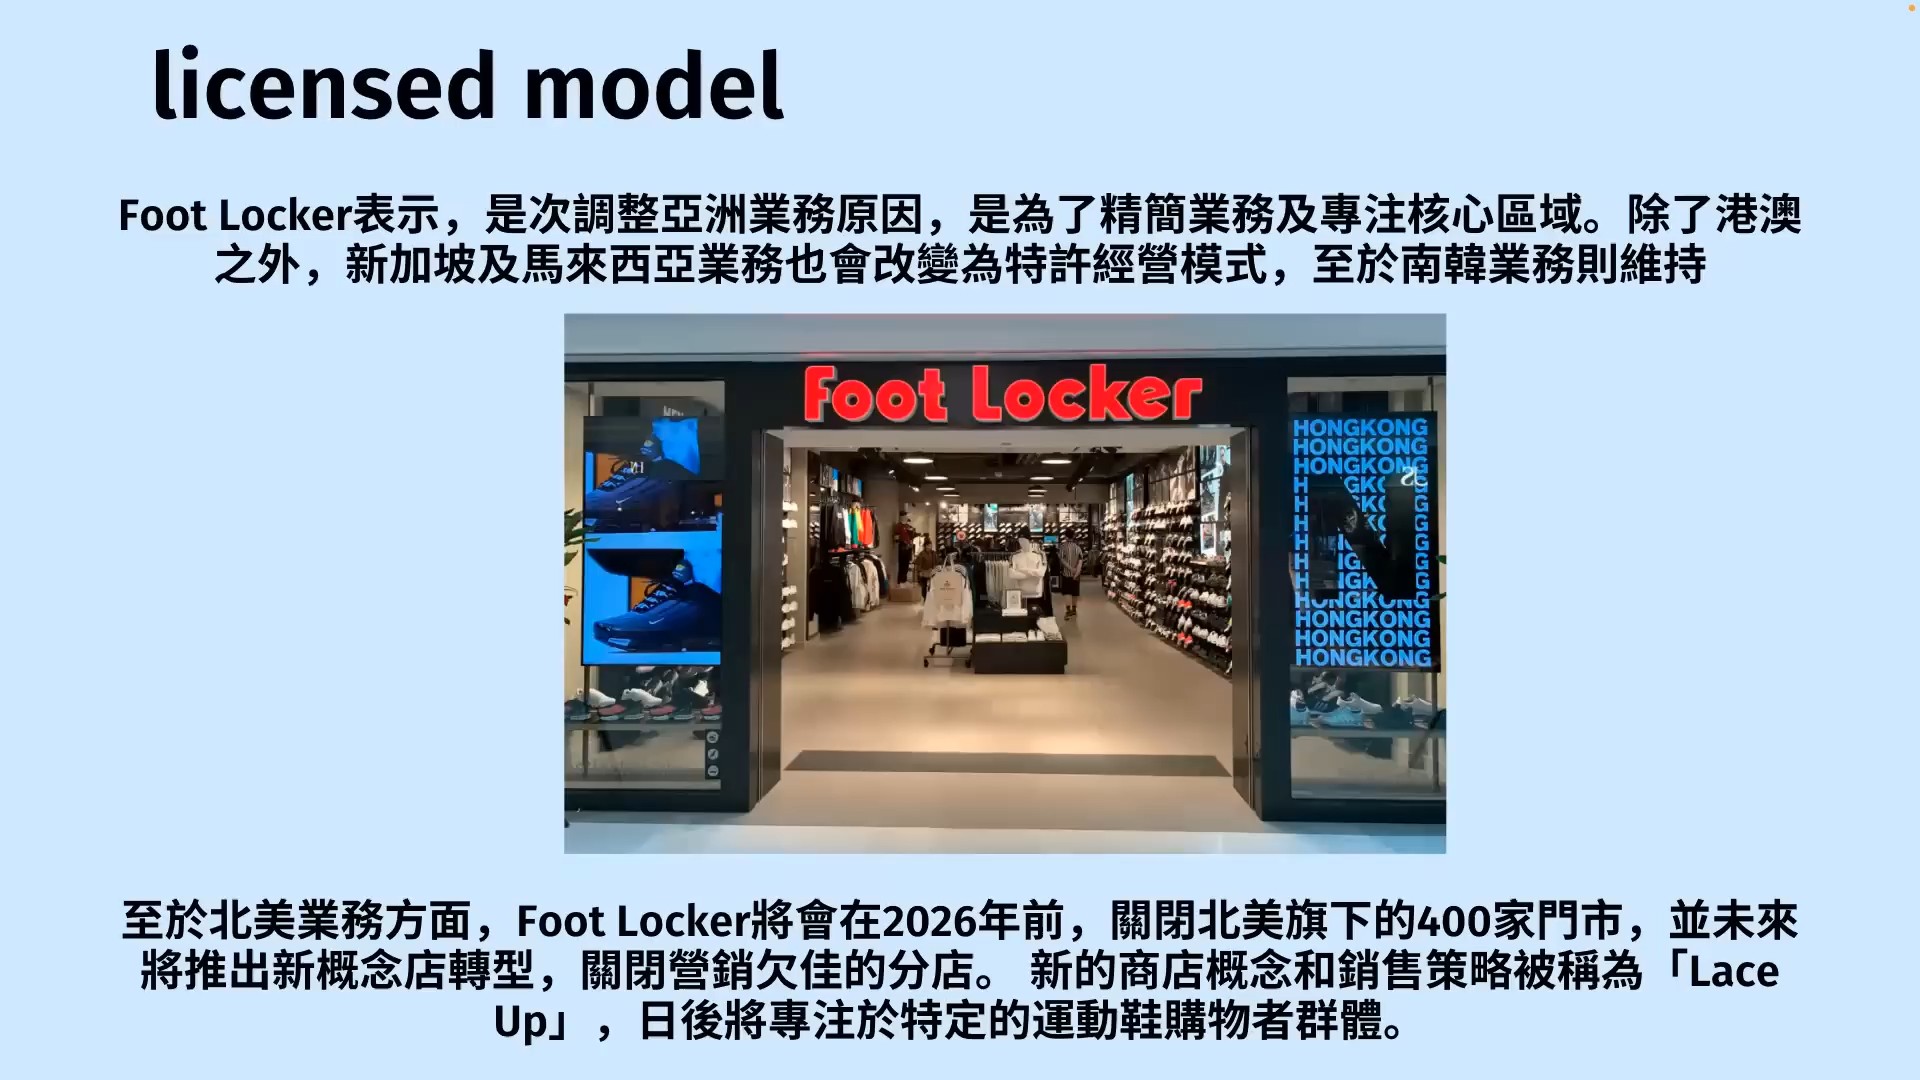 licensed model
Foot Locker表示，是次調整亞洲業務原因，是為了精簡業務及專注核心區域。除了港澳
之外，新加坡及馬來西亞業務也會改變為特許經營模式，至於南韓業務則維持
Foot Locker
HONGKONG
HONGKONG
HONGKONG
HONGKONG
HONGKONG
HONGKONG
HONGKONG
至於北美業務方面，Foot Locker將會在2026年前，關閉北美旗下的400家門市，並未來
將推出新概念店轉型，關閉營銷欠佳的分店。 新的商店概念和銷售策略被稱為「Lace
Up」，日後將專注於特定的運動鞋購物者群體。